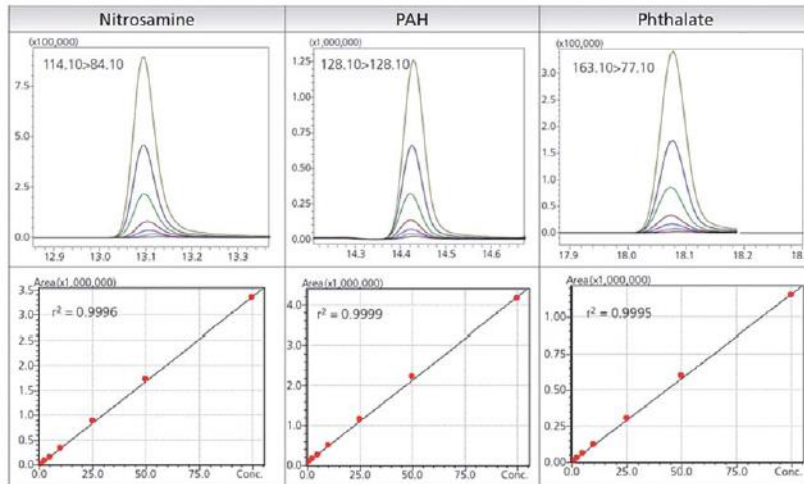 Nitrosamine
PAH
Phthalate
(x100,000)
114.10>84.10
7.5
5.0
2.5
0.0
12.9 13.0 13.1 13.2 13.3
(x1,000,000)
128.10>128.10
1.25
1.00
0.75
0.50
0.25
0.00
14.3 14.4 14.5 14.6
(x100,000)
163.10>77.10
3.0
2.5
2.0
1.5
1.0
0.5
0.0
17.9 18.0 18.1 18.2 18.
Area(x1,000,000)
r² = 0.9996
3.5
3.0
2.5
2.0
1.5
1.0
0.5
0.0
0.0 25.0 50.0 75.0 Conc.
Area(x1,000,000)
r² = 0.9999
4.0
3.0
2.0
1.0
0.0
0.0 25.0 50.0 75.0 Conc.
Area(x1,000,000)
r² = 0.9995
1.00
0.75
0.50
0.25
0.00
0.0 25.0 50.0 75.0 Conc.